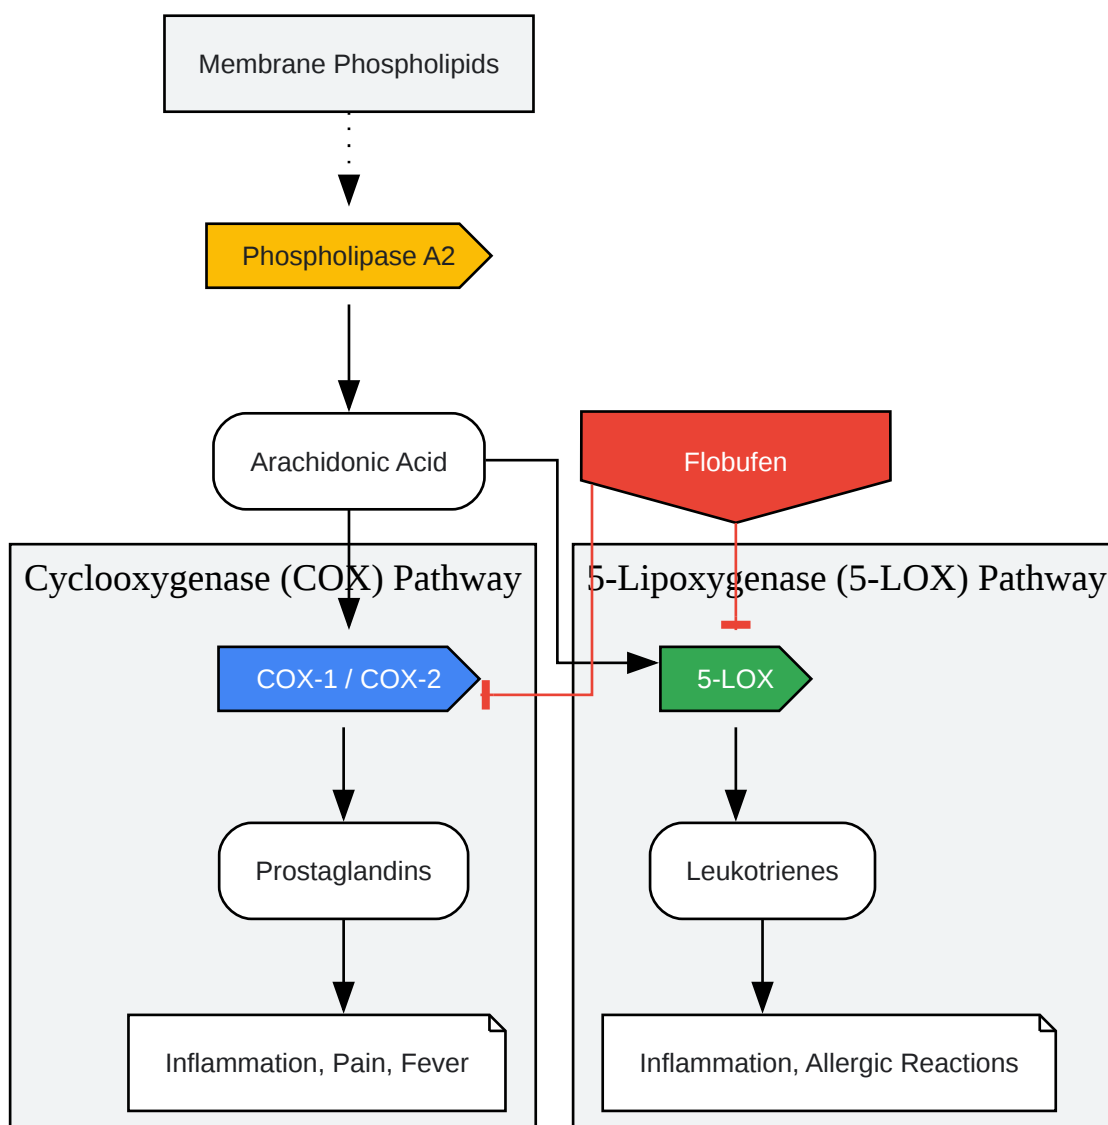 Membrane Phospholipids
Phospholipase A2
Arachidonic Acid
Flobufen
Cyclooxygenase (COX) Pathway
5-Lipoxygenase (5-LOX) Pathway
COX-1 / COX-2
5-LOX
Prostaglandins
Leukotrienes
Inflammation, Pain, Fever
Inflammation, Allergic Reactions